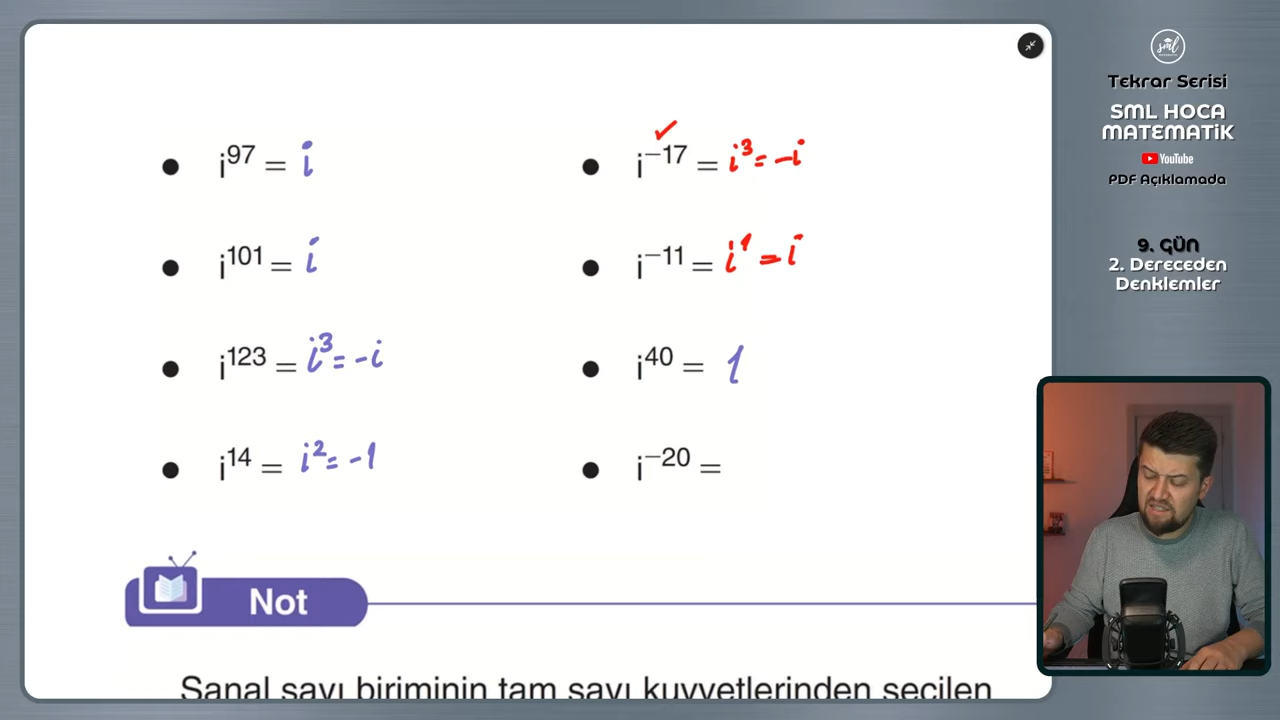 i^97 = i
i^101 = i
i^123 = i^3 = -i
i^14 = i^2 = -1
i^−17 = i^3 = -i
i^−11 = i^1 = i
i^40 = 1
i^−20 =
Not
Sanal sayı biriminin tam sayı kuvvetlerinden seçilen
sml
Tekrar Serisi
SML HOCA
MATEMATİK
YouTube
PDF Açıklamada
9. GÜN
2. Dereceden
Denklemler